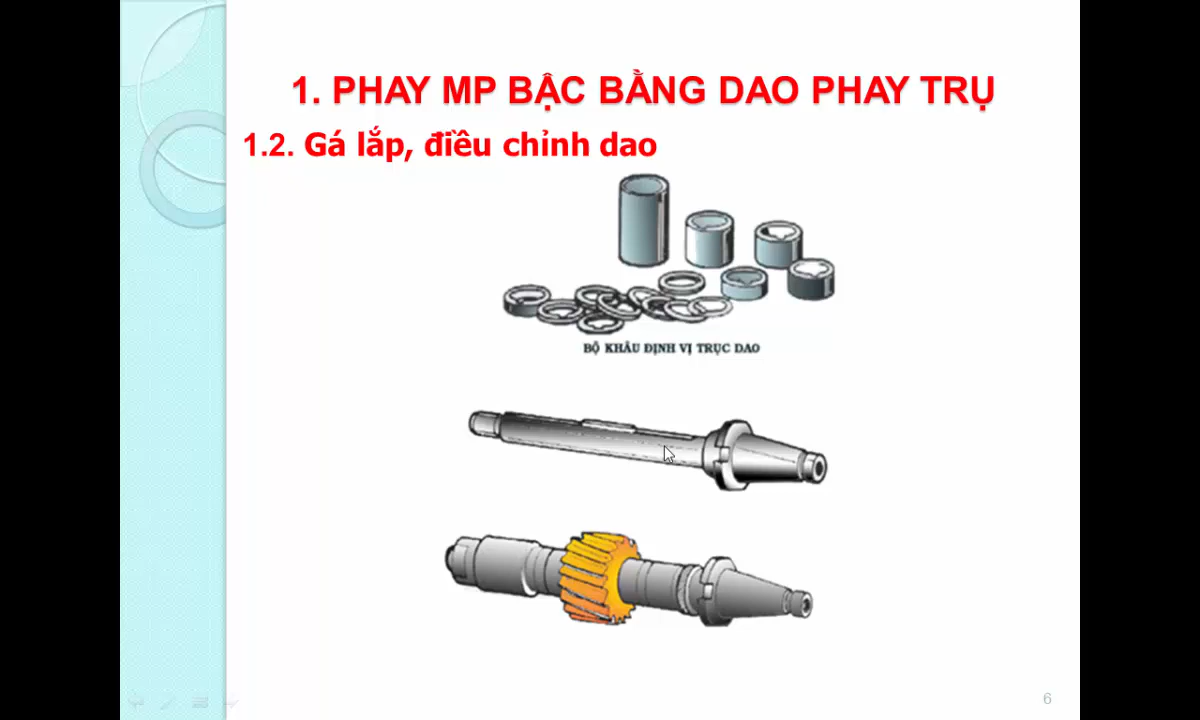 1. PHAY MP BẬC BẰNG DAO PHAY TRỤ
1.2. Gá lắp, điều chỉnh dao
BỘ KHÂU ĐỊNH VỊ TRỤC DAO
6